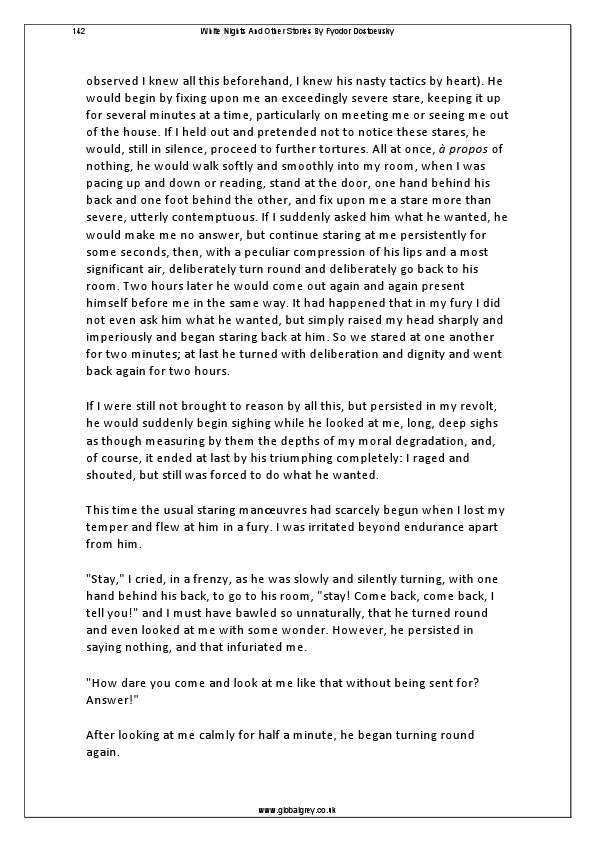 142 White Nights And Other Stories By Fyodor Dostoevsky
observed I knew all this beforehand, I knew his nasty tactics by heart). He
would begin by fixing upon me an exceedingly severe stare, keeping it up
for several minutes at a time, particularly on meeting me or seeing me out
of the house. If I held out and pretended not to notice these stares, he
would, still in silence, proceed to further tortures. All at once, à propos of
nothing, he would walk softly and smoothly into my room, when I was
pacing up and down or reading, stand at the door, one hand behind his
back and one foot behind the other, and fix upon me a stare more than
severe, utterly contemptuous. If I suddenly asked him what he wanted, he
would make me no answer, but continue staring at me persistently for
some seconds, then, with a peculiar compression of his lips and a most
significant air, deliberately turn round and deliberately go back to his
room. Two hours later he would come out again and again present
himself before me in the same way. It had happened that in my fury I did
not even ask him what he wanted, but simply raised my head sharply and
imperiously and began staring back at him. So we stared at one another
for two minutes; at last he turned with deliberation and dignity and went
back again for two hours.
If I were still not brought to reason by all this, but persisted in my revolt,
he would suddenly begin sighing while he looked at me, long, deep sighs
as though measuring by them the depths of my moral degradation, and,
of course, it ended at last by his triumphing completely: I raged and
shouted, but still was forced to do what he wanted.
This time the usual staring manœuvres had scarcely begun when I lost my
temper and flew at him in a fury. I was irritated beyond endurance apart
from him.
"Stay," I cried, in a frenzy, as he was slowly and silently turning, with one
hand behind his back, to go to his room, "stay! Come back, come back, I
tell you!" and I must have bawled so unnaturally, that he turned round
and even looked at me with some wonder. However, he persisted in
saying nothing, and that infuriated me.
"How dare you come and look at me like that without being sent for?
Answer!"
After looking at me calmly for half a minute, he began turning round
again.
www.globalgrey.co.uk